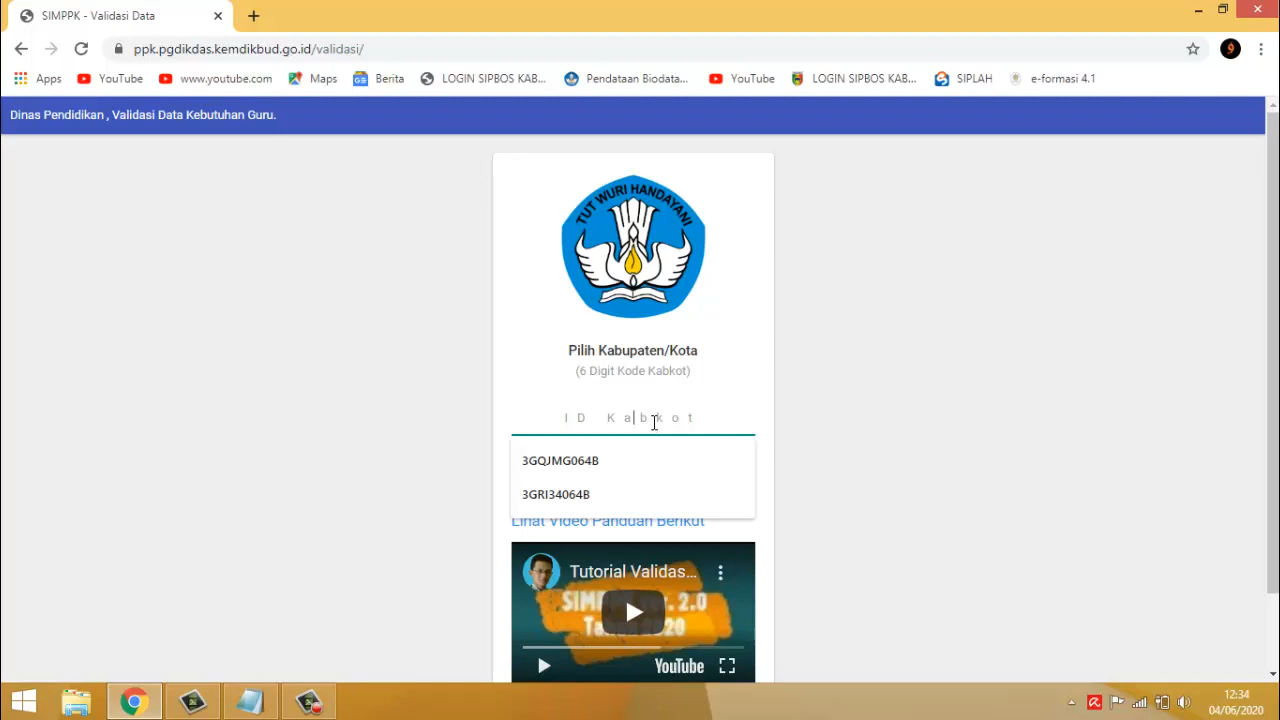 SIMPPK - Validasi Data
ppk.pgdikdas.kemdikbud.go.id/validasi/
Apps YouTube www.youtube.com Maps Berita LOGIN SIPBOS KAB... Pendataan Biodata... YouTube LOGIN SIPBOS KAB... SIPLAH e-formasi 4.1
Dinas Pendidikan , Validasi Data Kebutuhan Guru.
TUT WURI HANDAYANI
Pilih Kabupaten/Kota
(6 Digit Kode Kabkot)
ID Kabkot
3GQJMG064B
3GRI34064B
Lihat Video Panduan Berikut
Tutorial Validas...
2.0
YouTube
12:34
04/06/2020